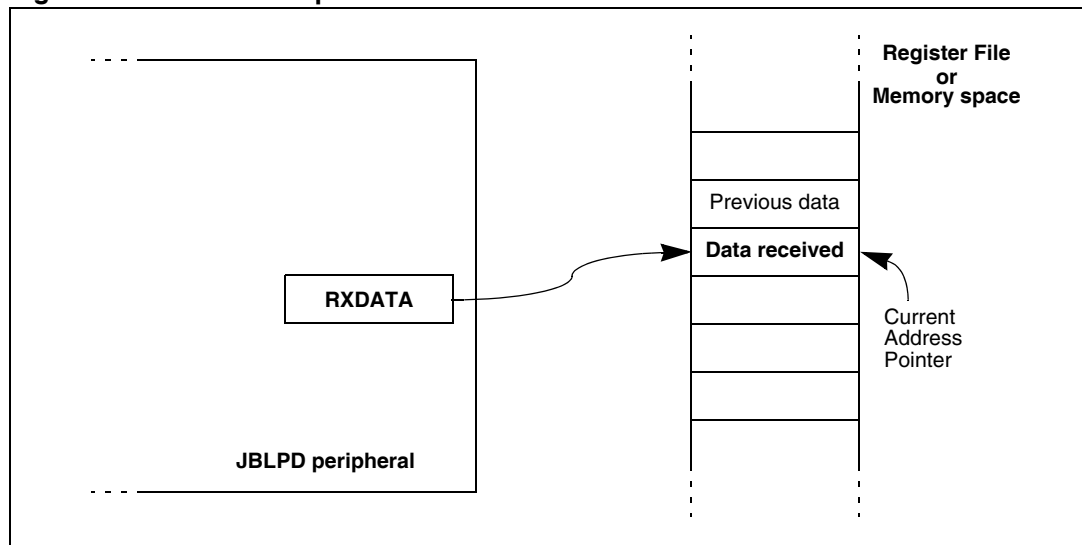 Register File
or
Memory space
Previous data
Data received
RXDATA
Current
Address
Pointer
JBLPD peripheral